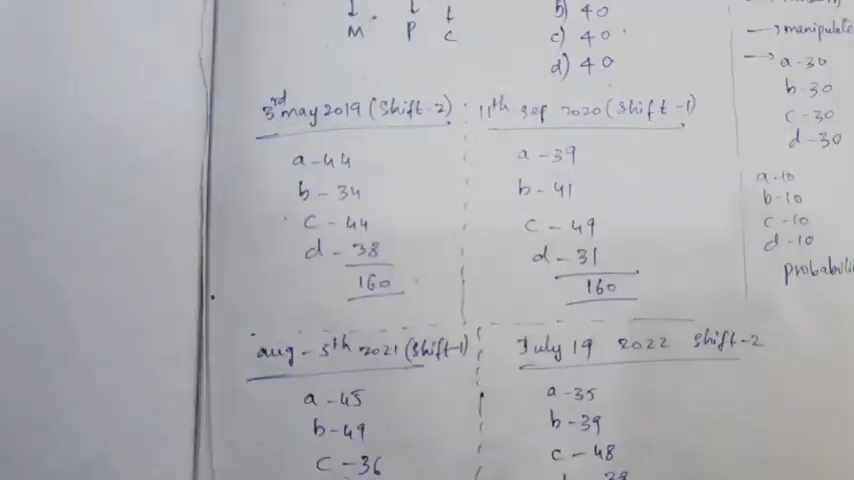 M P C
b) 40
c) 40
d) 40
→ manipulate
→ a-30
b-30
c-30
d-30
a-10
b-10
c-10
d-10
3rd may 2019 (Shift-2)
a-44
b-34
c-44
d-38
160
11th sep 2020 (Shift-1)
a-39
b-41
c-49
d-31
160
aug-5th 2021 (Shift-1)
a-45
b-49
c-36
July 19 2022 Shift-2
a-35
b-39
c-48